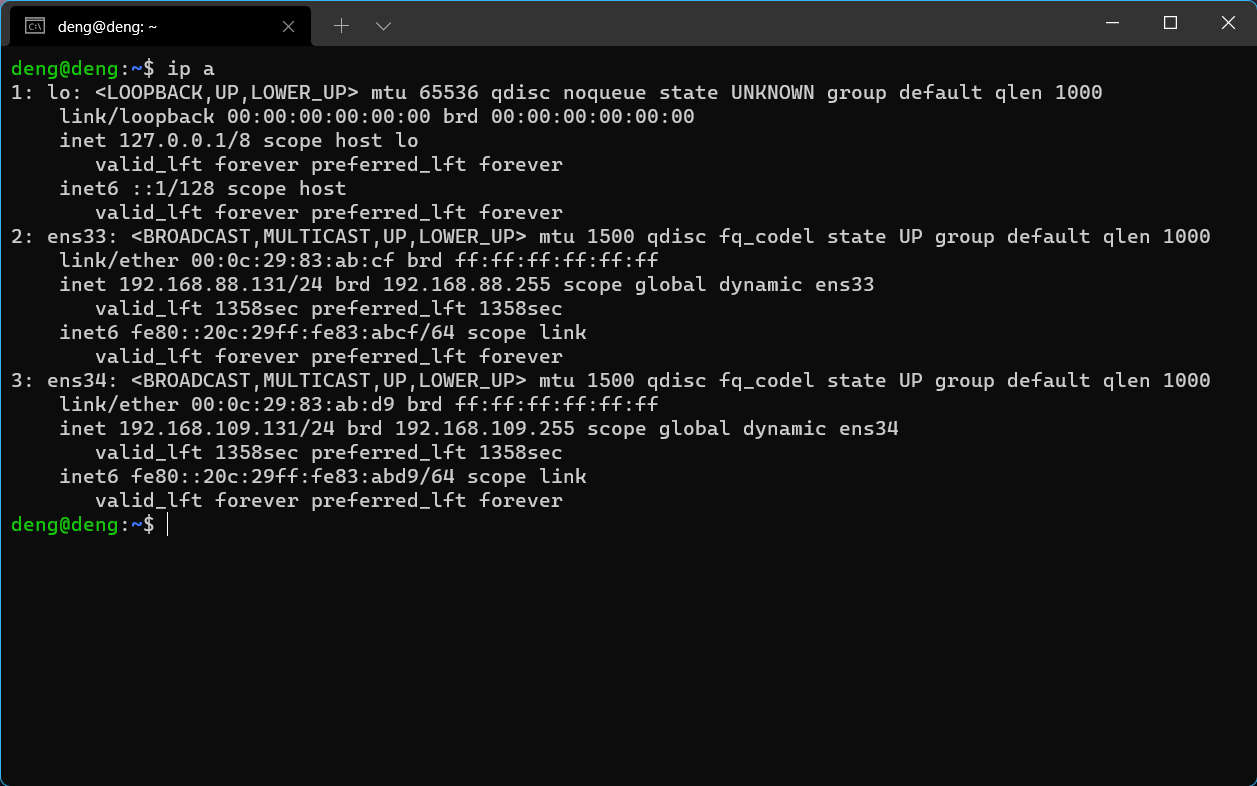 deng@deng: ~
deng@deng:~$ ip a
1: lo: <LOOPBACK,UP,LOWER_UP> mtu 65536 qdisc noqueue state UNKNOWN group default qlen 1000
    link/loopback 00:00:00:00:00:00 brd 00:00:00:00:00:00
    inet 127.0.0.1/8 scope host lo
       valid_lft forever preferred_lft forever
    inet6 ::1/128 scope host
       valid_lft forever preferred_lft forever
2: ens33: <BROADCAST,MULTICAST,UP,LOWER_UP> mtu 1500 qdisc fq_codel state UP group default qlen 1000
    link/ether 00:0c:29:83:ab:cf brd ff:ff:ff:ff:ff:ff
    inet 192.168.88.131/24 brd 192.168.88.255 scope global dynamic ens33
       valid_lft 1358sec preferred_lft 1358sec
    inet6 fe80::20c:29ff:fe83:abcf/64 scope link
       valid_lft forever preferred_lft forever
3: ens34: <BROADCAST,MULTICAST,UP,LOWER_UP> mtu 1500 qdisc fq_codel state UP group default qlen 1000
    link/ether 00:0c:29:83:ab:d9 brd ff:ff:ff:ff:ff:ff
    inet 192.168.109.131/24 brd 192.168.109.255 scope global dynamic ens34
       valid_lft 1358sec preferred_lft 1358sec
    inet6 fe80::20c:29ff:fe83:abd9/64 scope link
       valid_lft forever preferred_lft forever
deng@deng:~$